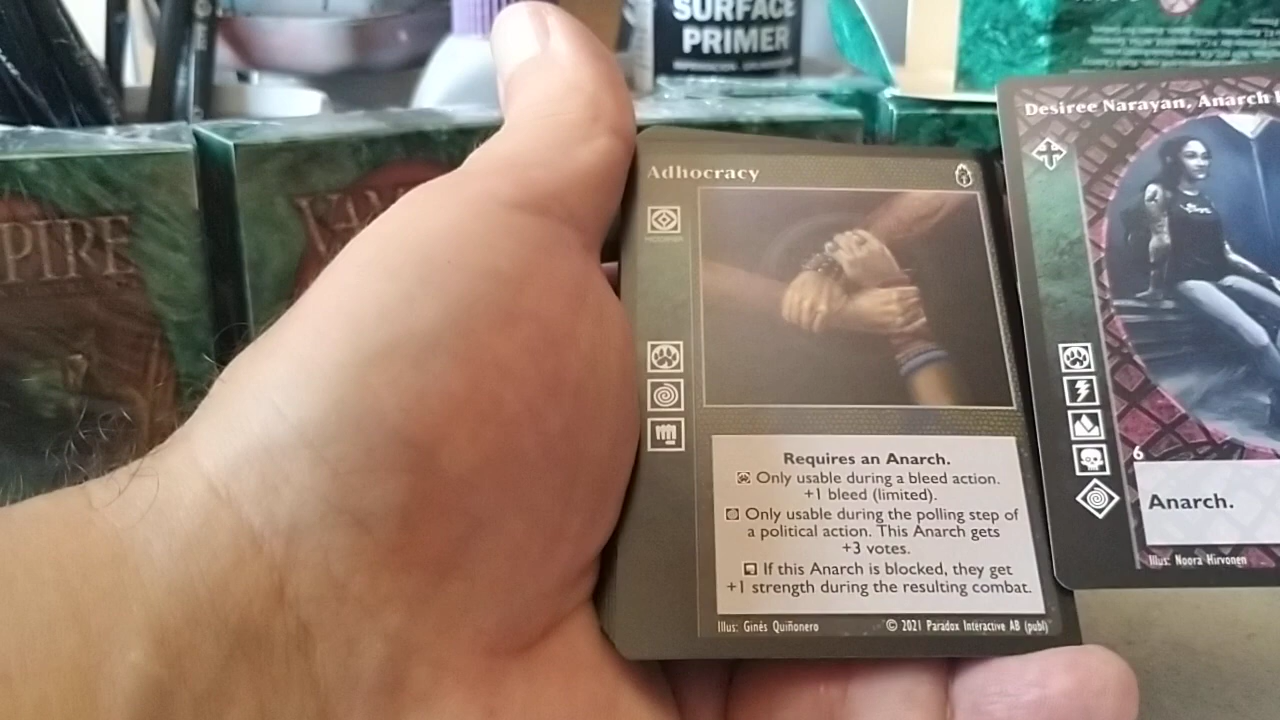 SURFACE
PRIMER
Desiree Narayan, Anarch
Adhocracy
PIRE
Requires an Anarch.
Only usable during a bleed action.
+1 bleed (limited).
Only usable during the polling step of
a political action. This Anarch gets
+3 votes.
If this Anarch is blocked, they get
+1 strength during the resulting combat.
Illus: Ginés Quiñonero
© 2021 Paradox Interactive AB (publ)
6
Anarch.
Illus: Noora Hirvonen